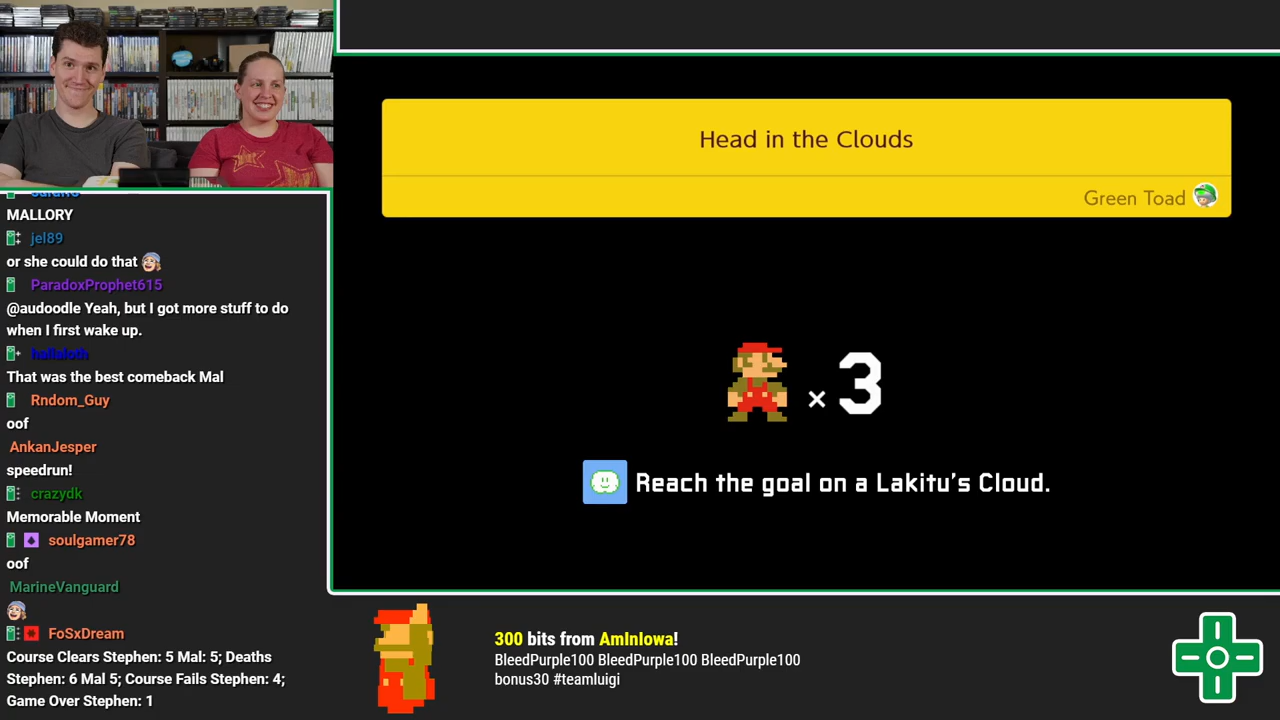 MALLORY
jel89
or she could do that
ParadoxProphet615
@audoodle Yeah, but I got more stuff to do
when I first wake up.
hallaloth
That was the best comeback Mal
Rndom_Guy
oof
AnkanJesper
speedrun!
crazydk
Memorable Moment
soulgamer78
oof
MarineVanguard
FoSxDream
Course Clears Stephen: 5 Mal: 5; Deaths
Stephen: 6 Mal 5; Course Fails Stephen: 4;
Game Over Stephen: 1
Head in the Clouds
Green Toad
× 3
Reach the goal on a Lakitu's Cloud.
300 bits from AmInIowa!
BleedPurple100 BleedPurple100 BleedPurple100
bonus30 #teamluigi